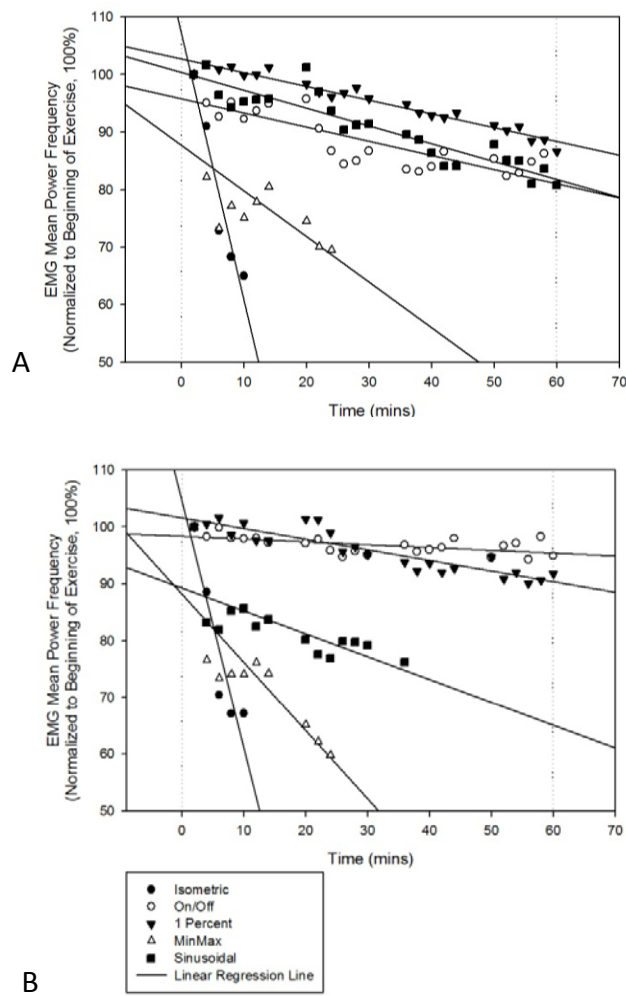 110
100
90
80
70
60
50
EMG Mean Power Frequency
(Normalized to Beginning of Exercise, 100%)
A
0 10 20 30 40 50 60 70
Time (mins)
110
100
90
80
70
60
50
EMG Mean Power Frequency
(Normalized to Beginning of Exercise, 100%)
0 10 20 30 40 50 60 70
Time (mins)
Isometric
On/Off
1 Percent
MinMax
Sinusoidal
Linear Regression Line
B